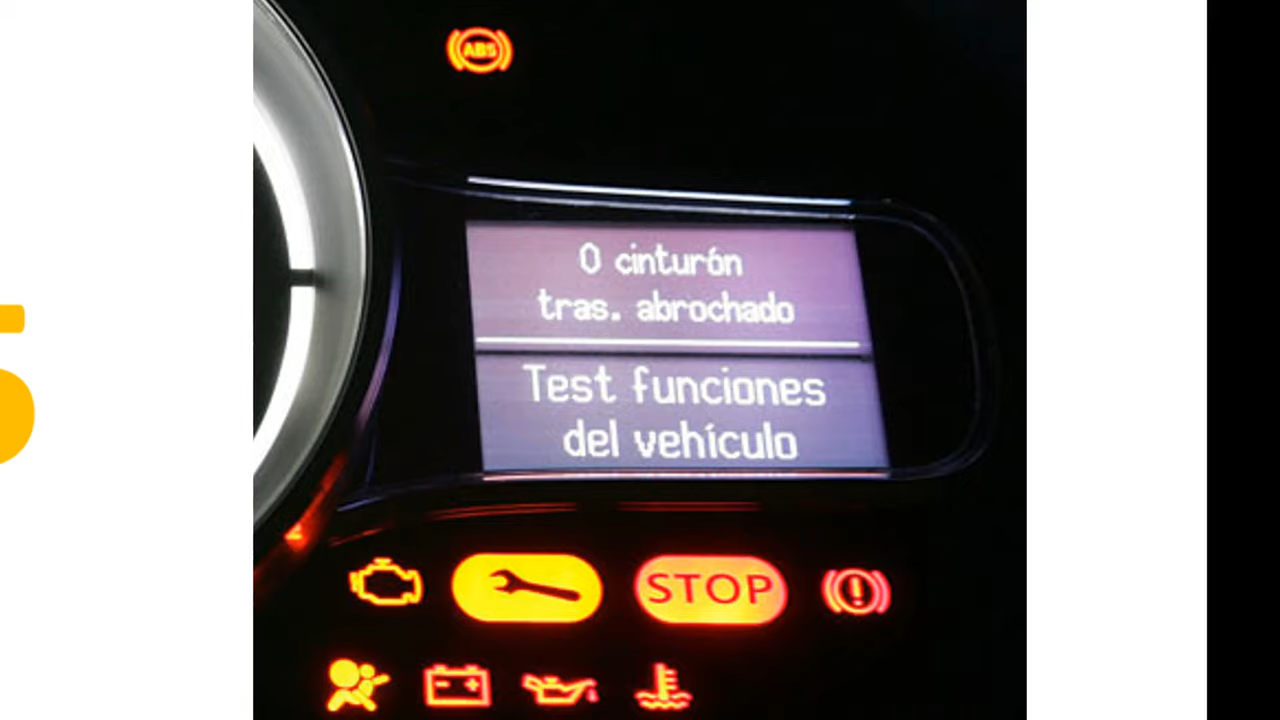 ABS
0 cinturón
tras. abrochado
Test funciones
del vehículo
STOP